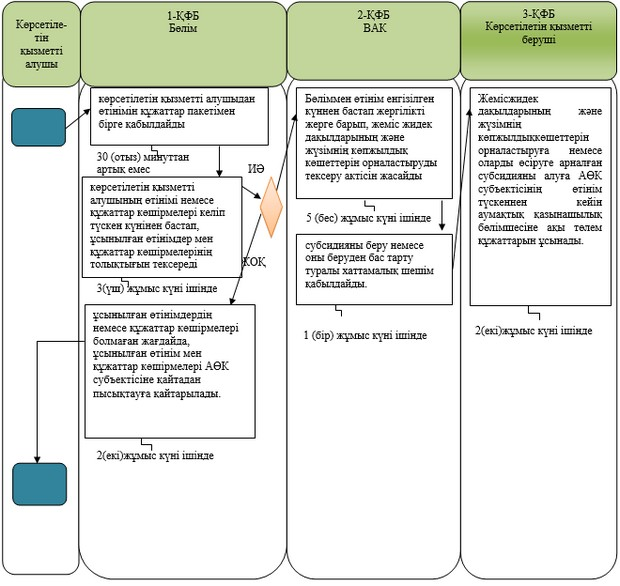 Көрсетіле-
тін
қызметті
алушы
1-ҚФБ
Бөлім
2-ҚФБ
ВАК
3-ҚФБ
Көрсетілетін қызметті
беруші
көрсетілетін қызметті алушыдан
өтінімін құжаттар пакетімен
бірге қабылдайды
30 (отыз) минуттан
артық емес
көрсетілетін қызметті
алушының өтінімі немесе
құжаттар көшірмелері келіп
түскен күнінен бастап,
ұсынылған өтінімдер мен
құжаттар көшірмелерінің
толықтығын тексереді
3(үш) жұмыс күні ішінде
ИӘ
ЖОҚ
ұсынылған өтінімдердің
немесе құжаттар көшірмелері
болмаған жағдайда,
ұсынылған өтінім мен
құжаттар көшірмелері АӨК
субъектісіне қайтадан
пысықтауға қайтарылады.
2(екі)жұмыс күні ішінде
Бөліммен өтінім енгізілген
күннен бастап жергілікті
жерге барып, жеміс жидек
дақылдарының және
жүзімнің көпжылдық
көшеттерін орналастыруды
тексеру актісін жасайды
5 (бес) жұмыс күні ішінде
субсидияны беру немесе
оны беруден бас тарту
туралы хаттамалық шешім
қабылдайды.
1 (бір) жұмыс күні ішінде
Жемісжидек
дақылдарының және
жүзімнің
көпжылдыккөшеттерін
орналастыруға немесе
оларды өсіруге арналған
субсидияны алуға АӨК
субъектісінің өтінім
түскеннен кейін
аумақтық қазынашылық
бөлімшесіне ақы төлем
құжаттарын ұсынады.
2(екі)жұмыс күні ішінде